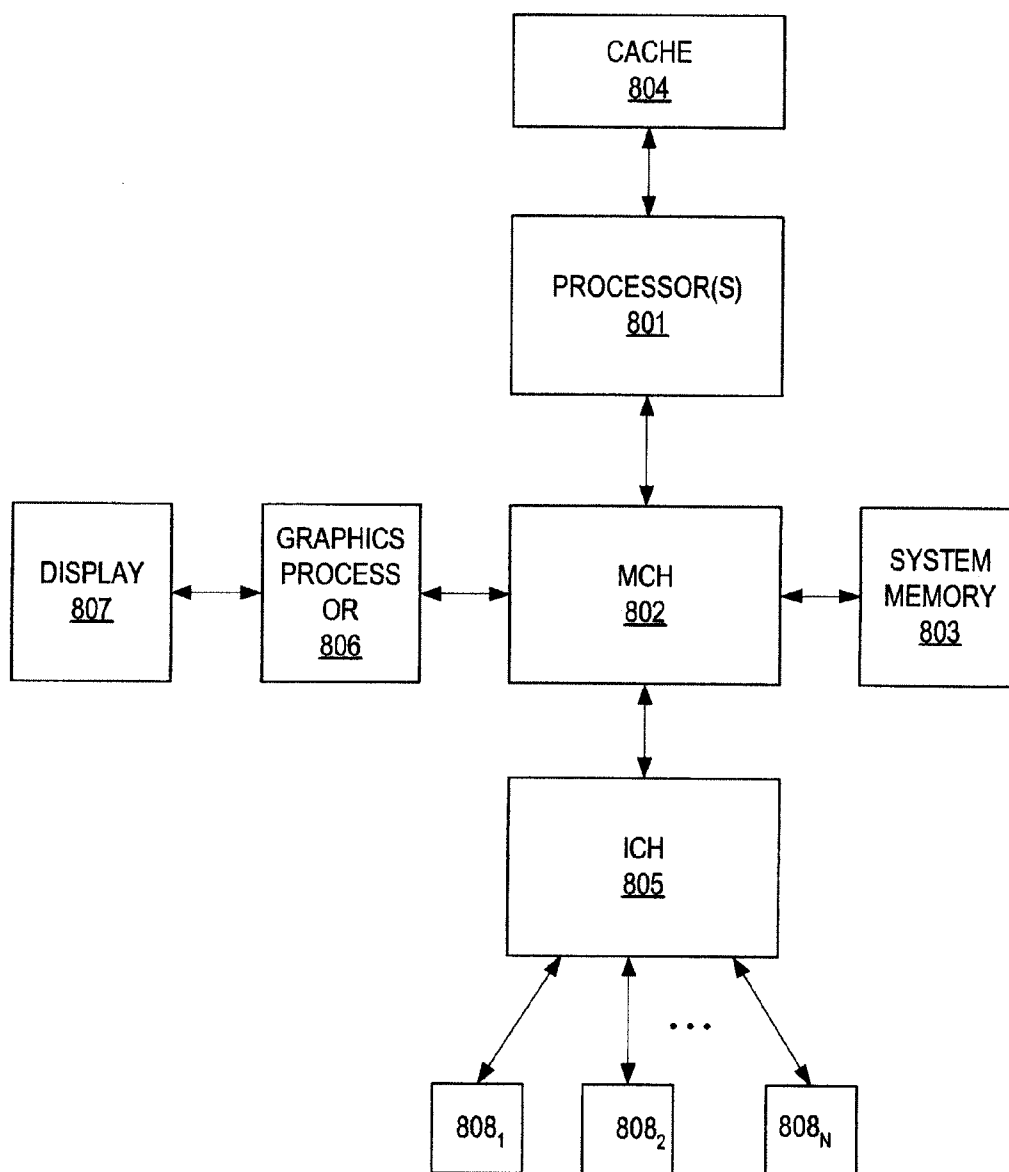 CACHE
804
PROCESSOR(S)
801
DISPLAY
807
GRAPHICS
PROCESS
OR
806
MCH
802
SYSTEM
MEMORY
803
ICH
805
...
808₁
808₂
808N